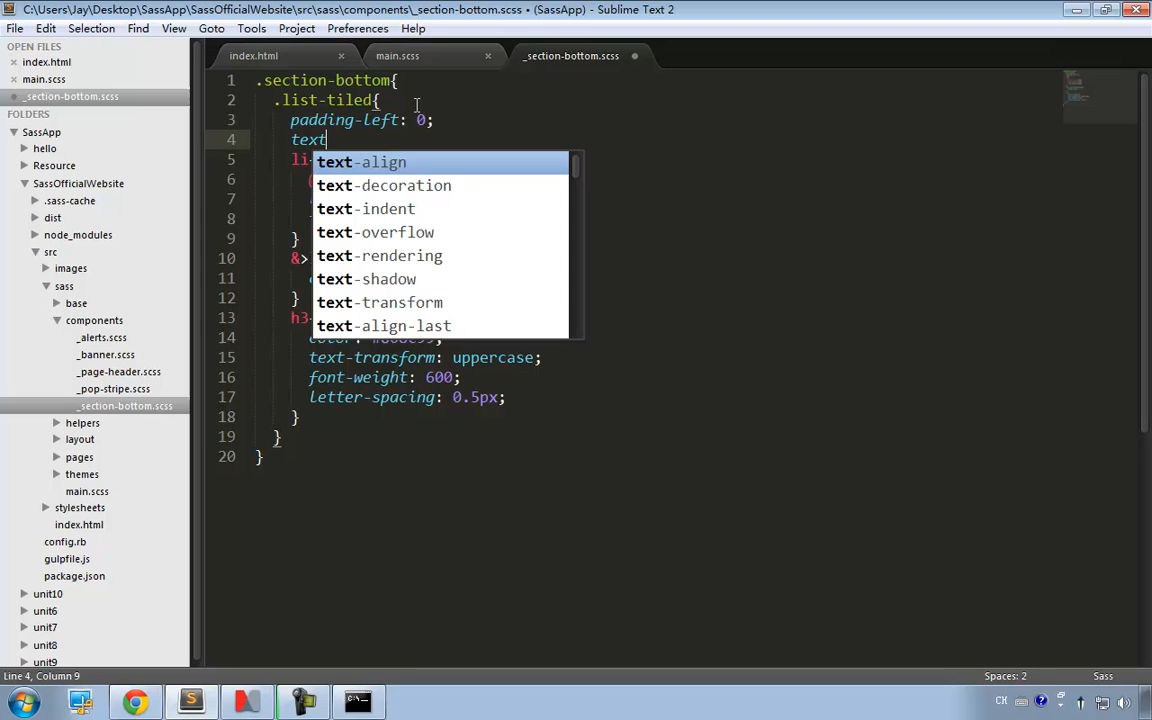 C:\Users\Jay\Desktop\SassApp\SassOfficialWebsite\src\sass\components\_section-bottom.scss • (SassApp) - Sublime Text 2
File Edit Selection Find View Goto Tools Project Preferences Help
OPEN FILES
index.html
main.scss
_section-bottom.scss
FOLDERS
SassApp
hello
Resource
SassOfficialWebsite
.sass-cache
dist
node_modules
src
images
sass
base
components
_alerts.scss
_banner.scss
_page-header.scss
_pop-stripe.scss
_section-bottom.scss
helpers
layout
pages
themes
main.scss
stylesheets
index.html
config.rb
gulpfile.js
package.json
unit10
unit6
unit7
unit8
unit9
index.html main.scss _section-bottom.scss
1 .section-bottom{
2 .list-tiled{
3 padding-left: 0;
4 text
5 li
6
7
8
9 }
10 &>
11
12 }
13 h3
14
15 text-transform: uppercase;
16 font-weight: 600;
17 letter-spacing: 0.5px;
18 }
19 }
20 }
text-align
text-decoration
text-indent
text-overflow
text-rendering
text-shadow
text-transform
text-align-last
Line 4, Column 9 Spaces: 2 Sass
CH